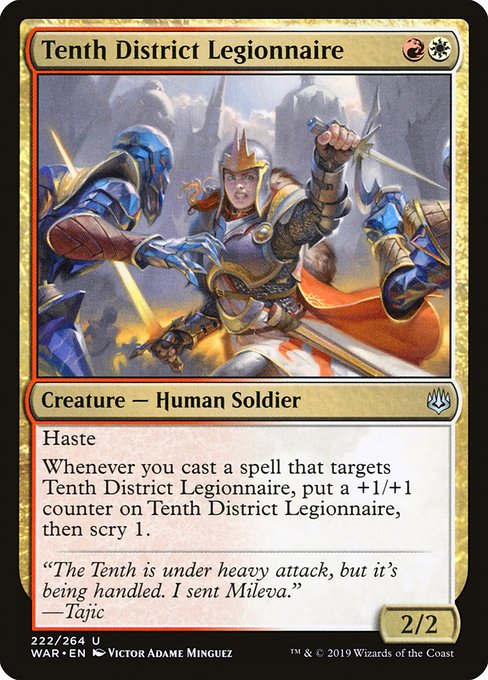 Tenth District Legionnaire
Creature — Human Soldier
Haste
Whenever you cast a spell that targets
Tenth District Legionnaire, put a +1/+1
counter on Tenth District Legionnaire,
then scry 1.
“The Tenth is under heavy attack, but it’s
being handled. I sent Mileva.”
—Tajic
2/2
222/264 U
WAR • EN Victor Adame Minguez
™ & © 2019 Wizards of the Coast